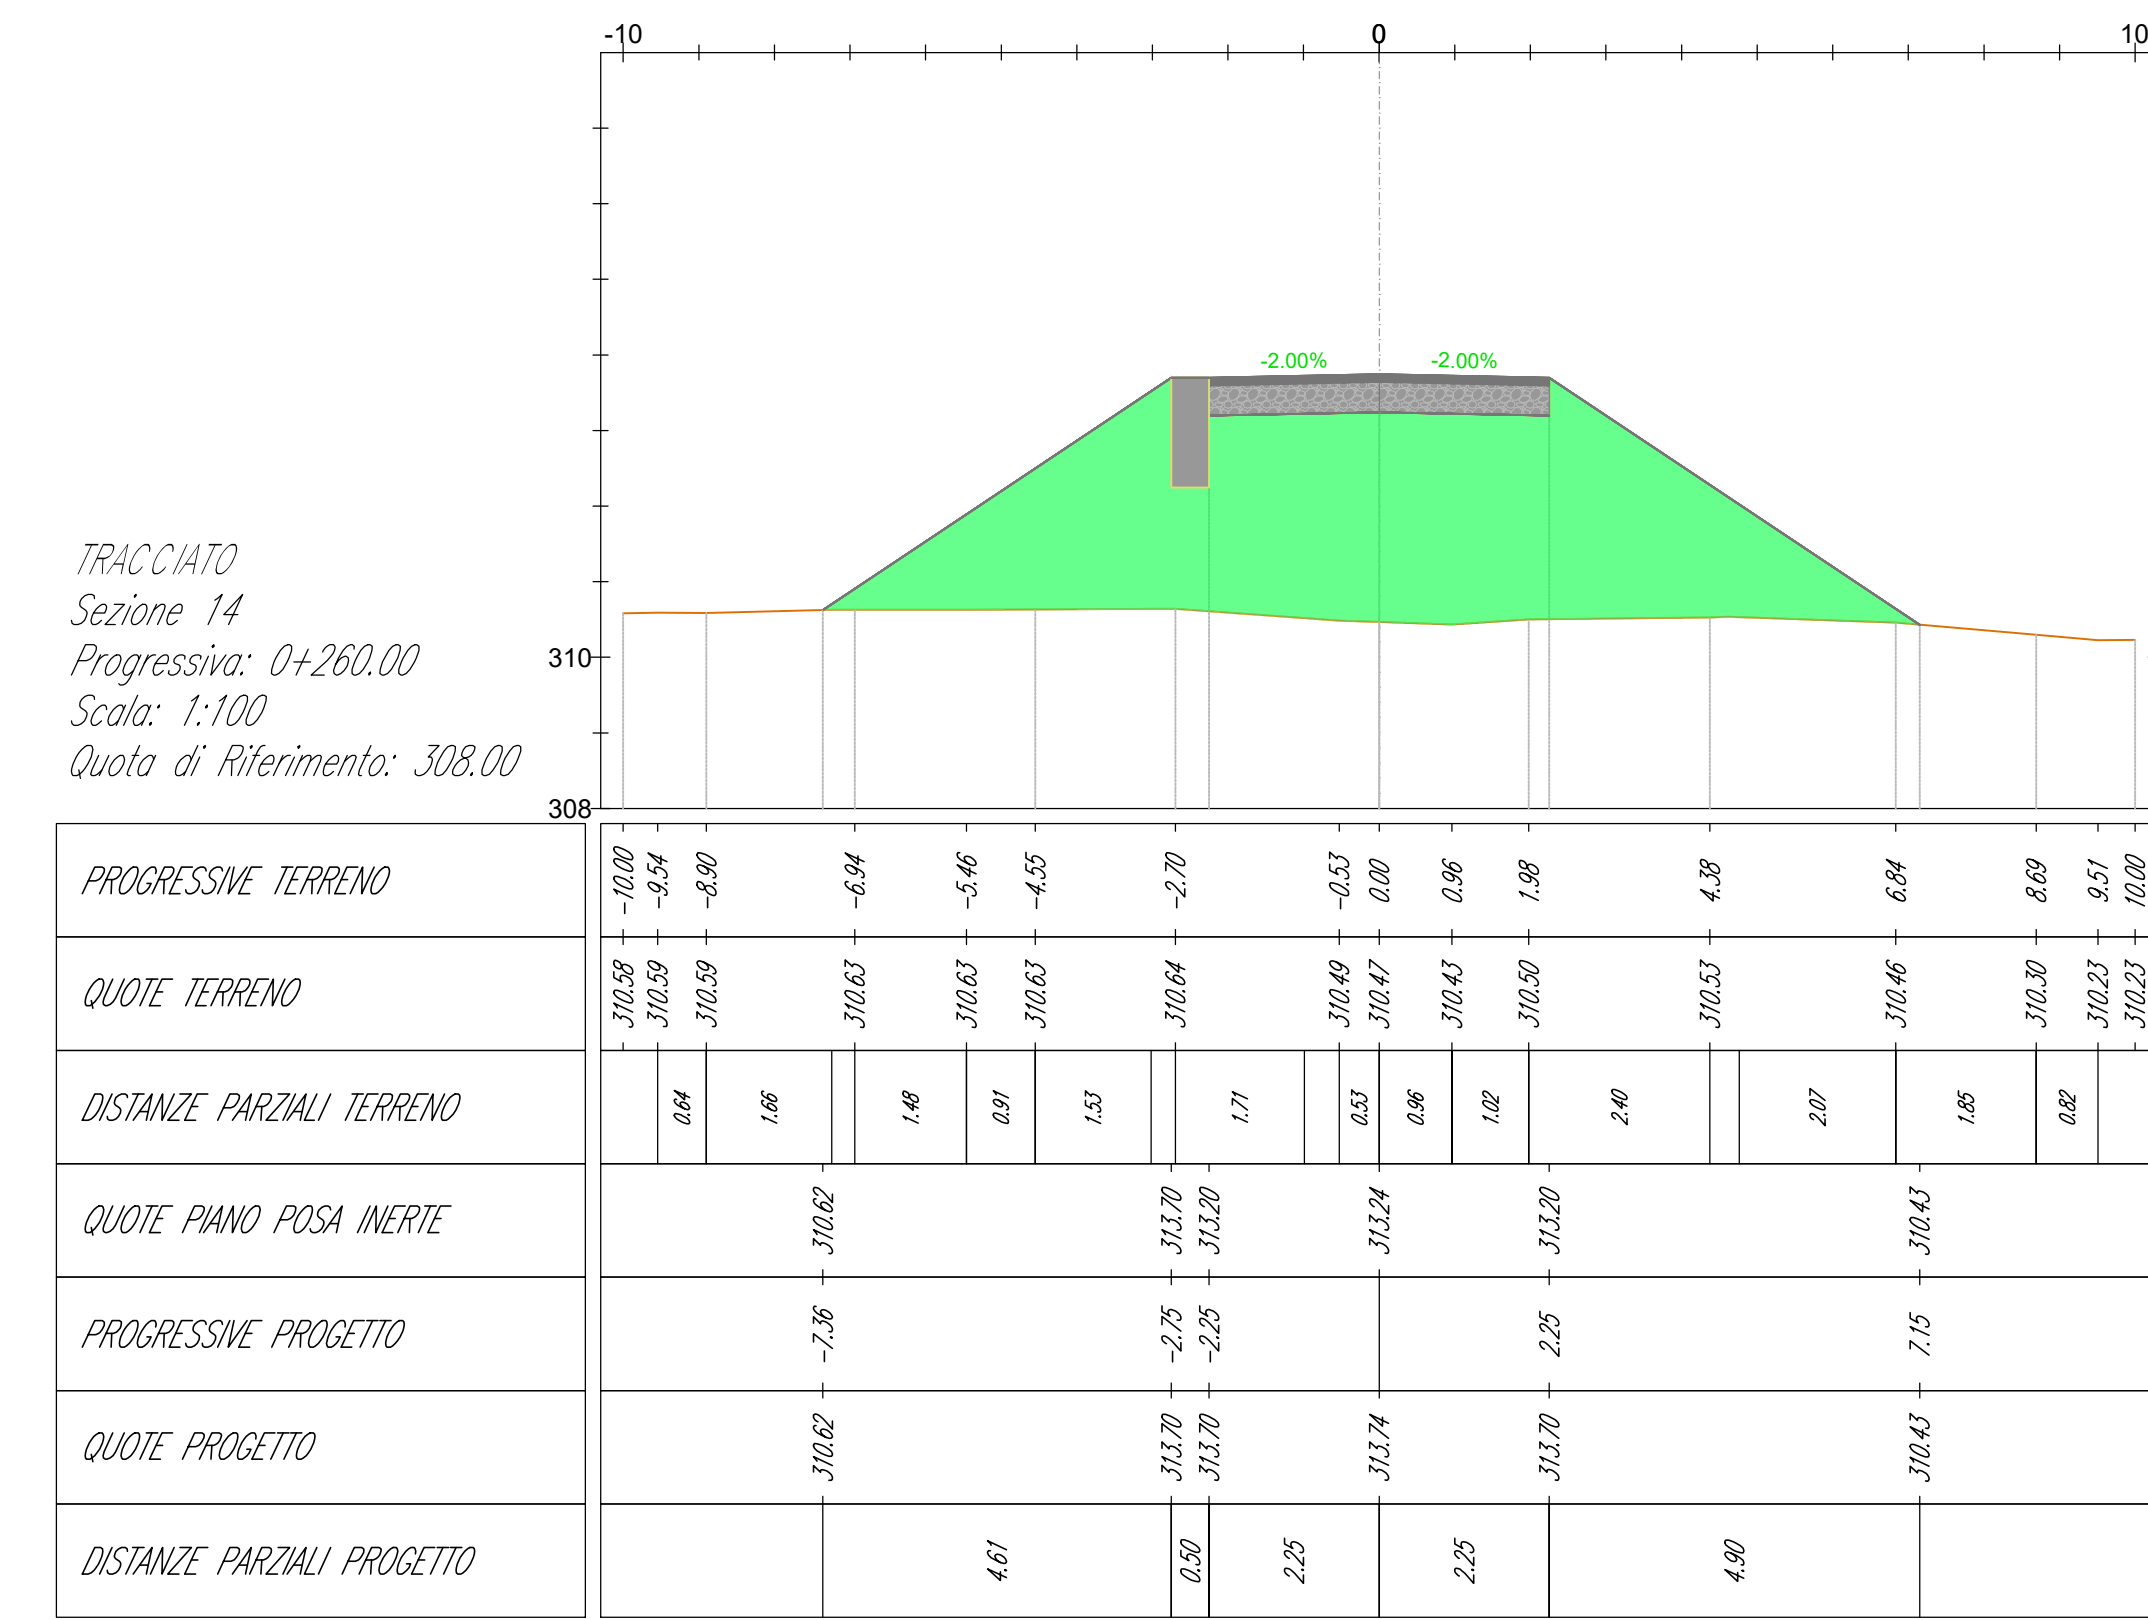 -10 0 10
-2.00% -2.00%
310
308
TRACCIATO
Sezione 14
Progressiva: 0+260.00
Scala: 1:100
Quota di Riferimento: 308.00
PROGRESSIVE TERRENO -10.00 -9.54 -8.90 -6.94 -5.46 -4.55 -2.70 -0.53 0.00 0.96 1.98 4.38 6.84 8.69 9.51 10.00
QUOTE TERRENO 310.58 310.59 310.59 310.63 310.63 310.63 310.64 310.49 310.47 310.43 310.50 310.53 310.46 310.30 310.23 310.23
DISTANZE PARZIALI TERRENO 0.64 1.66 1.48 0.91 1.53 1.71 0.53 0.96 1.02 2.40 2.07 1.85 0.82
QUOTE PIANO POSA INERTE 310.62 313.70 313.20 313.24 313.20 310.43
PROGRESSIVE PROGETTO -7.36 -2.75 -2.25 2.25 7.15
QUOTE PROGETTO 310.62 313.70 313.70 313.74 313.70 310.43
DISTANZE PARZIALI PROGETTO 4.61 0.50 2.25 2.25 4.90